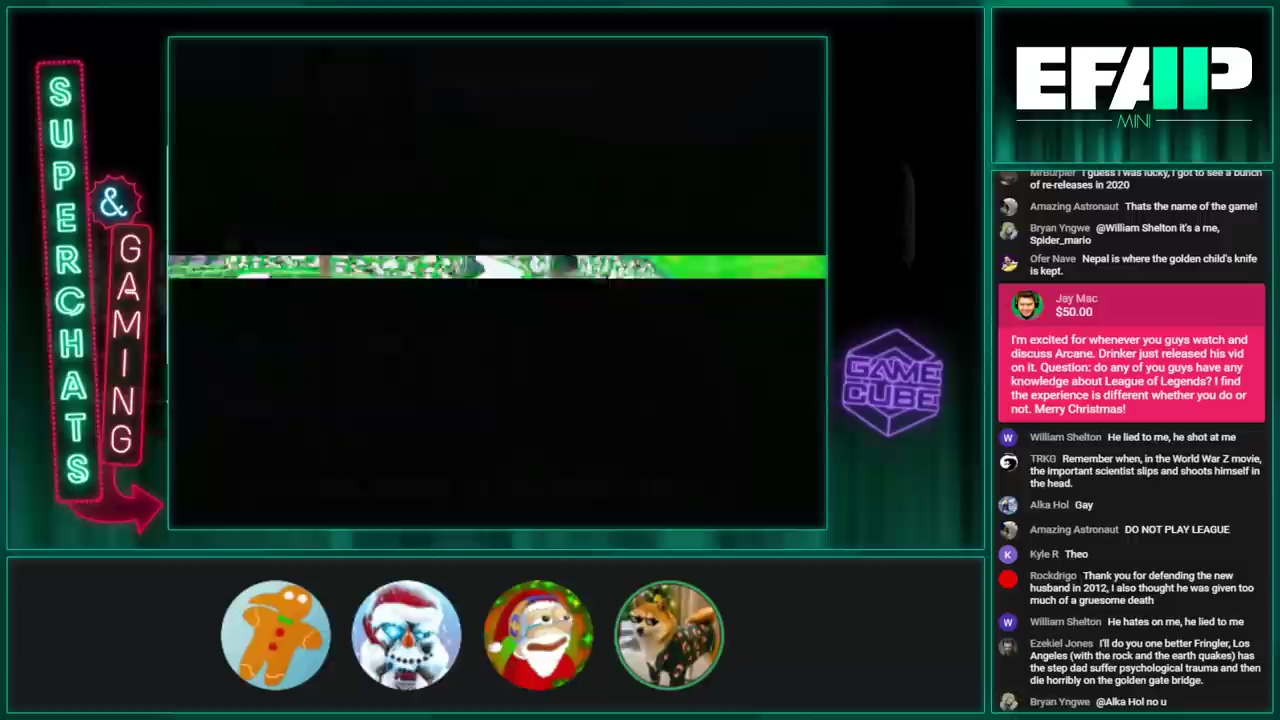 SUPERCHATS
&
GAMING
GAME
CUBE
EFAP
MINI
MrBurpler I guess I was lucky, I got to see a bunch
of re-releases in 2020
Amazing Astronaut Thats the name of the game!
Bryan Yngwe @William Shelton it's a me,
Spider_mario
Ofer Nave Nepal is where the golden child's knife
is kept.
Jay Mac
$50.00
I'm excited for whenever you guys watch and
discuss Arcane. Drinker just released his vid
on it. Question: do any of you guys have any
knowledge about League of Legends? I find
the experience is different whether you do or
not. Merry Christmas!
W William Shelton He lied to me, he shot at me
TRKG Remember when, in the World War Z movie,
the important scientist slips and shoots himself in
the head.
Alka Hol Gay
Amazing Astronaut DO NOT PLAY LEAGUE
K Kyle R Theo
Rockdrigo Thank you for defending the new
husband in 2012, I also thought he was given too
much of a gruesome death
W William Shelton He hates on me, he lied to me
Ezekiel Jones I'll do you one better Fringler, Los
Angeles (with the rock and the earth quakes) has
the step dad suffer psychological trauma and then
die horribly on the golden gate bridge.
Bryan Yngwe @Alka Hol no u